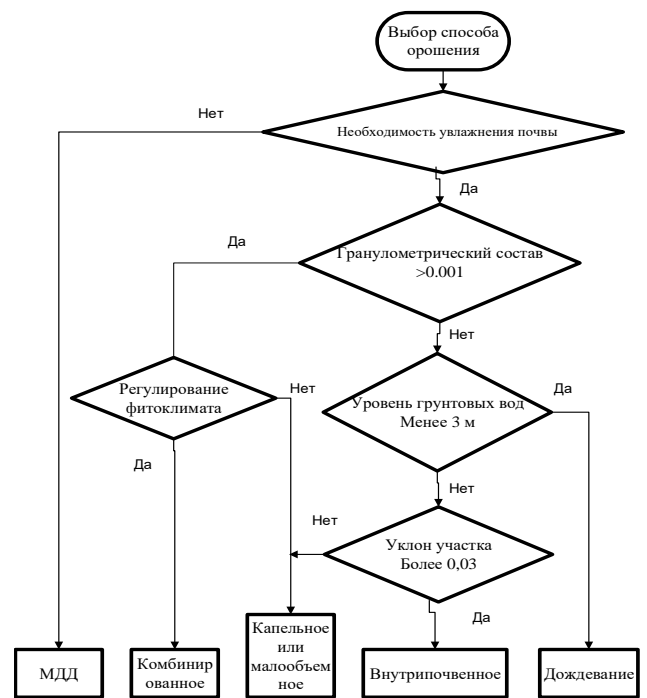 Выбор способа
орошения
Нет
Необходимость увлажнения почвы
Да
Да
Гранулометрический состав
>0.001
Нет
Регулирование
фитоклимата
Нет
Уровень грунтовых вод
Менее 3 м
Да
Да
Нет
Нет
Уклон участка
Более 0,03
Да
МДД
Комбинир
ованное
Капельное
или
малообъем
ное
Внутрипочвенное
Дождевание